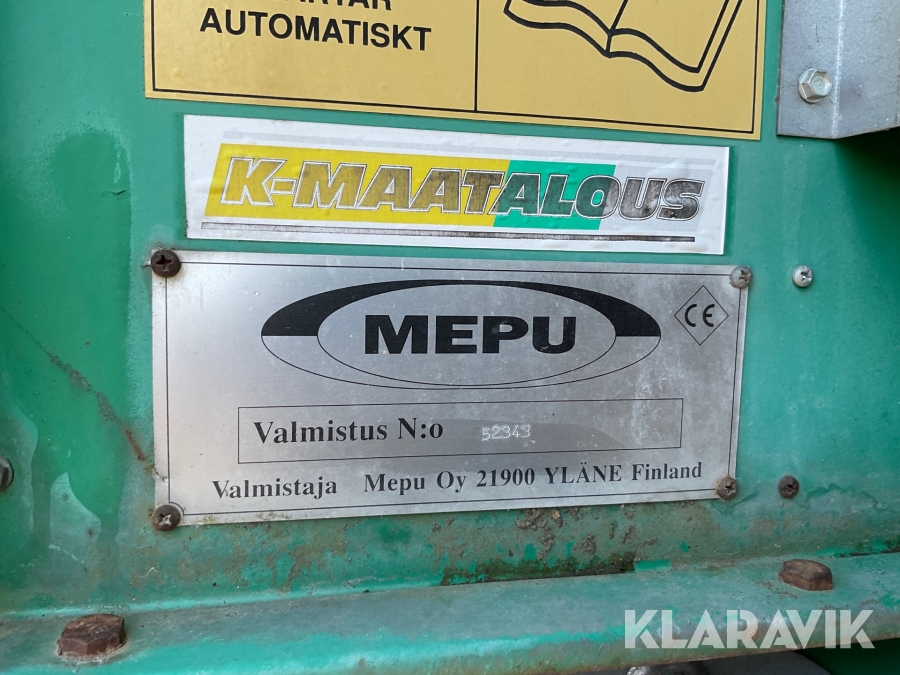 AUTOMATISKT
K-MAATALOUS
MEPU
CE
Valmistus N:o 52343
Valmistaja Mepu Oy 21900 YLÄNE Finland
KLARAVIK